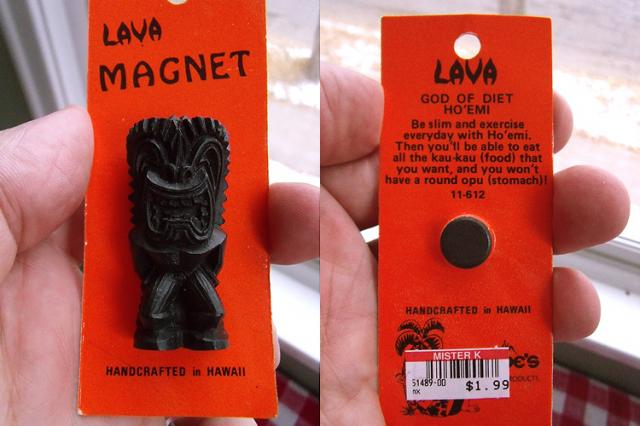 LAVA
MAGNET
HANDCRAFTED in HAWAII
LAVA
GOD OF DIET
HO'EMI
Be slim and exercise
everyday with Ho'emi.
Then you'll be able to eat
all the kau-kau (food) that
you want, and you won't
have a round opu (stomach)!
11-612
HANDCRAFTED in HAWAII
MISTER K
51489-00
$1.99